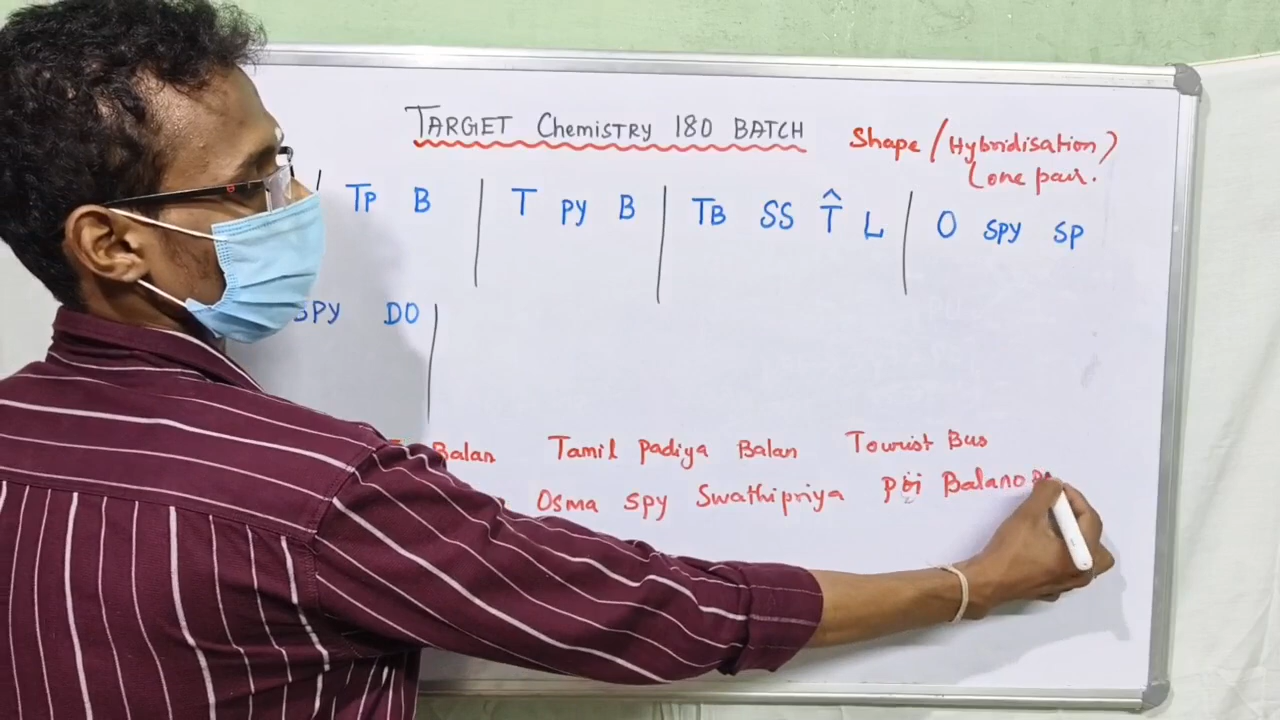 TARGET Chemistry 180 BATCH
Shape / Hybridisation )
Lone pair.
TP B | T PY B | TB SS T̂ L | O SPY SP
SPY DO
Balan Tamil Padiya Balan Tourist Bus
Osma SPY Swathipriya Balano